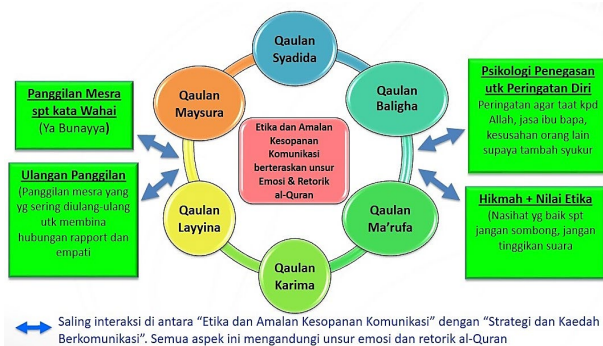 Qaulan
Syadida
Qaulan
Maysura
Qaulan
Baligha
Panggilan Mesra
spt kata Wahai
(Ya Bunayya)
Psikologi Penegasan
utk Peringatan Diri
Peringatan agar taat kpd
Allah, jasa ibu bapa,
kesusahan orang lain
supaya tambah syukur
Etika dan Amalan
Kesopanan
Komunikasi
berteraskan unsur
Emosi & Retorik
al-Quran
Ulangan Panggilan
(Panggilan mesra yang
yg sering diulang-ulang
utk membina
hubungan rapport dan
empati
Qaulan
Layyina
Qaulan
Ma'rufa
Hikmah + Nilai Etika
(Nasihat yg baik spt
jangan sombong, jangan
tinggikan suara
Qaulan
Karima
Saling interaksi di antara “Etika dan Amalan Kesopanan Komunikasi” dengan “Strategi dan Kaedah
Berkomunikasi”. Semua aspek ini mengandungi unsur emosi dan retorik al-Quran